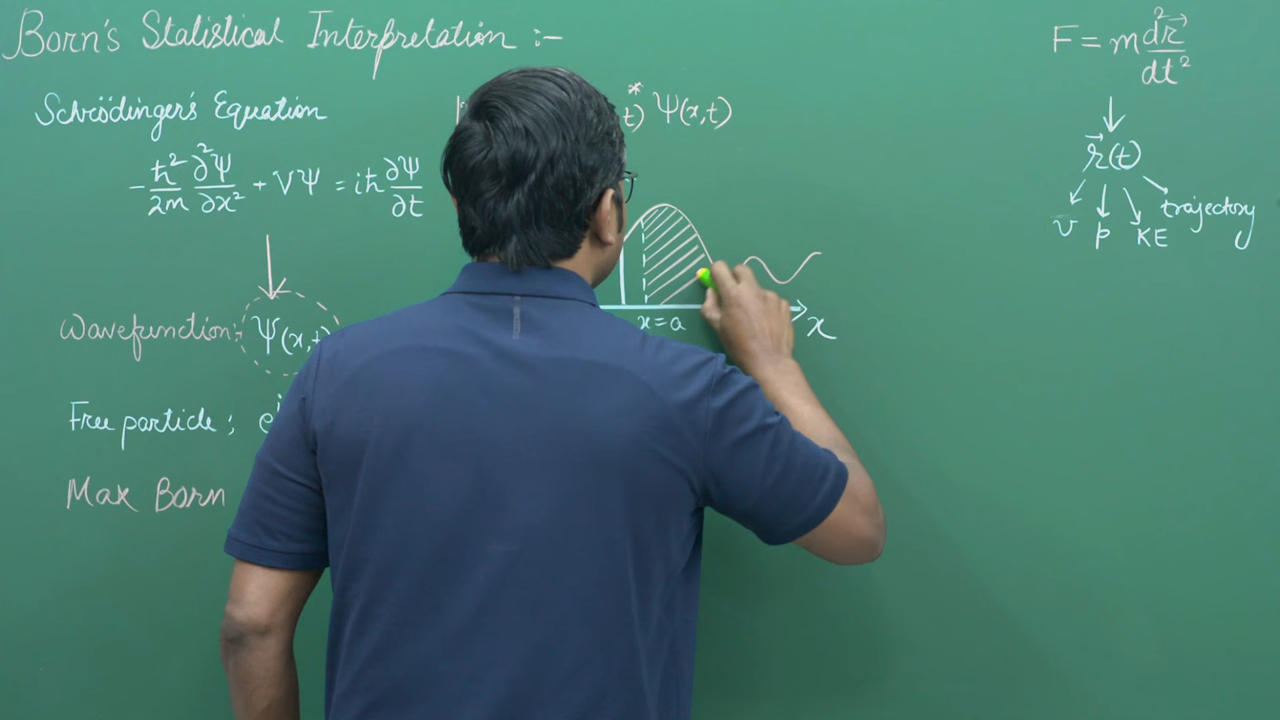 Born's Statistical Interpretation :-
Schrödinger's Equation
-ħ²/2m ∂²Ψ/∂x² + VΨ = iħ ∂Ψ/∂t
Wavefunction:- Ψ(x,t)
Free particle; e
Max Born
t)* Ψ(x,t)
x=a
x
F = m d²r⃗/dt²
r⃗(t)
v p KE trajectory